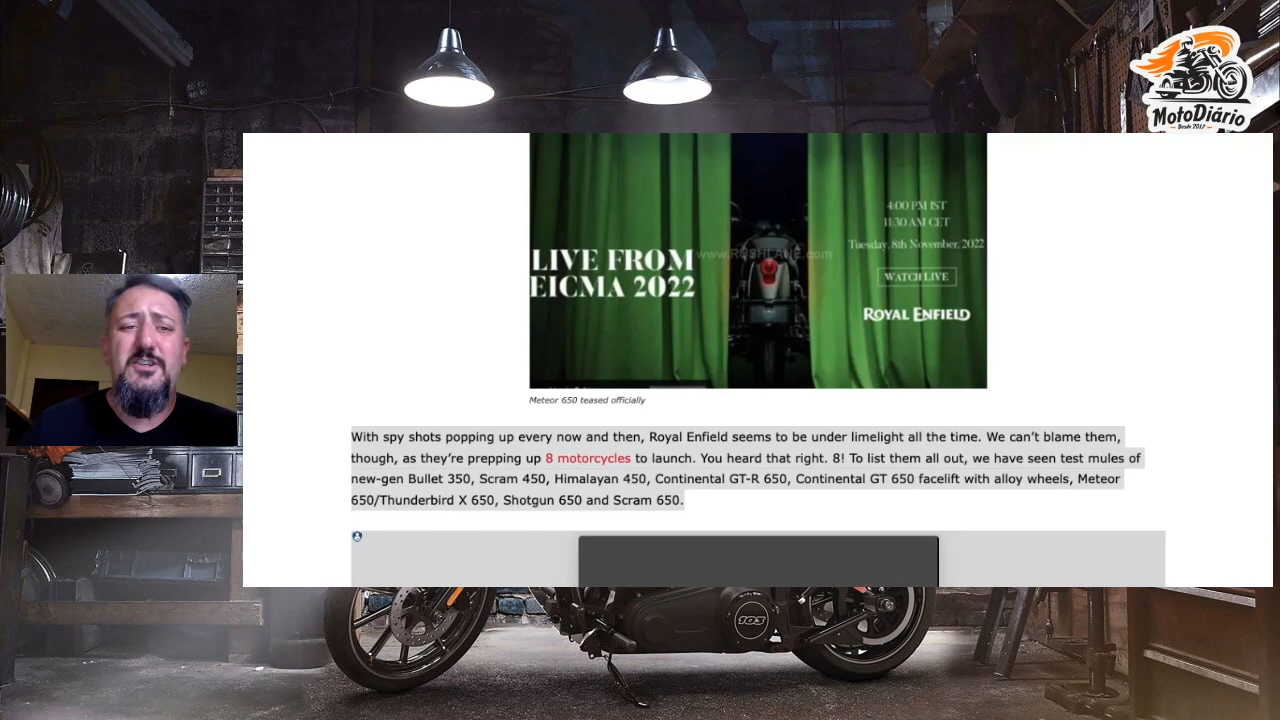 MotoDiário
Desde 2017
4:00 PM IST
11:30 AM CET
Tuesday, 8th November, 2022
LIVE FROM
EICMA 2022
www.RUSHLANE.com
WATCH LIVE
ROYAL ENFIELD
Meteor 650 teased officially
With spy shots popping up every now and then, Royal Enfield seems to be under limelight all the time. We can’t blame them,
though, as they’re prepping up 8 motorcycles to launch. You heard that right. 8! To list them all out, we have seen test mules of
new-gen Bullet 350, Scram 450, Himalayan 450, Continental GT-R 650, Continental GT 650 facelift with alloy wheels, Meteor
650/Thunderbird X 650, Shotgun 650 and Scram 650.
103